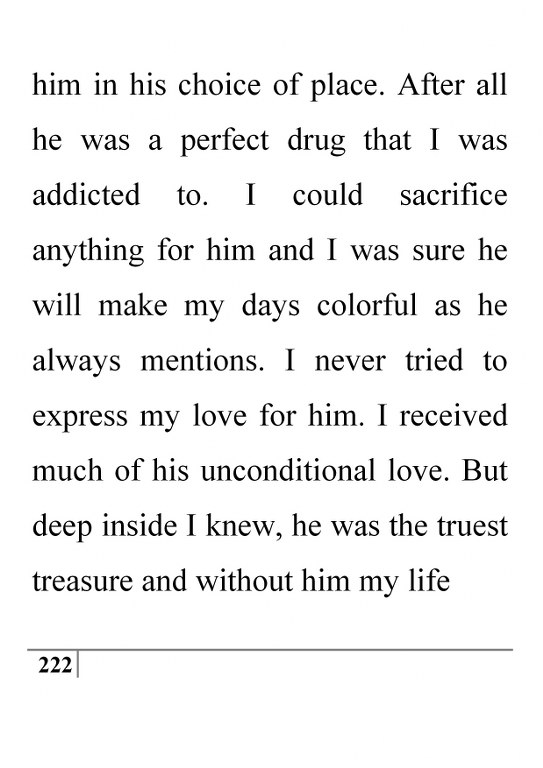 him in his choice of place. After all
he was a perfect drug that I was
addicted to. I could sacrifice
anything for him and I was sure he
will make my days colorful as he
always mentions. I never tried to
express my love for him. I received
much of his unconditional love. But
deep inside I knew, he was the truest
treasure and without him my life
222